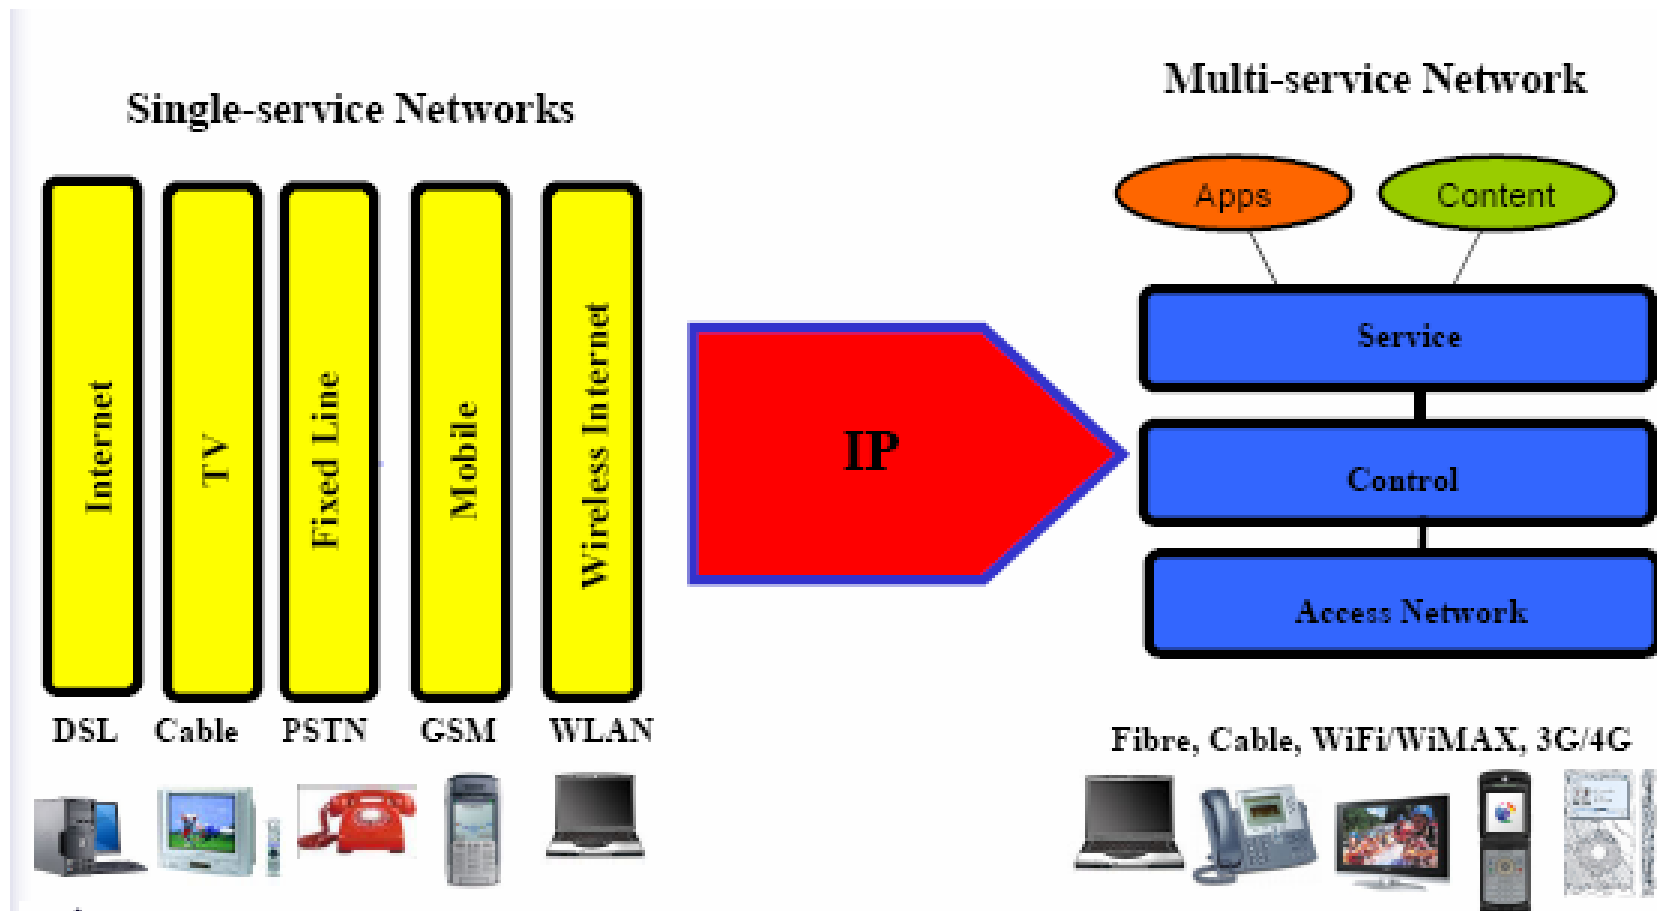 Single-service Networks
Multi-service Network
Apps
Content
Internet
TV
Fixed Line
Mobile
Wireless Internet
IP
Service
Control
Access Network
DSL
Cable
PSTN
GSM
WLAN
Fibre, Cable, WiFi/WiMAX, 3G/4G